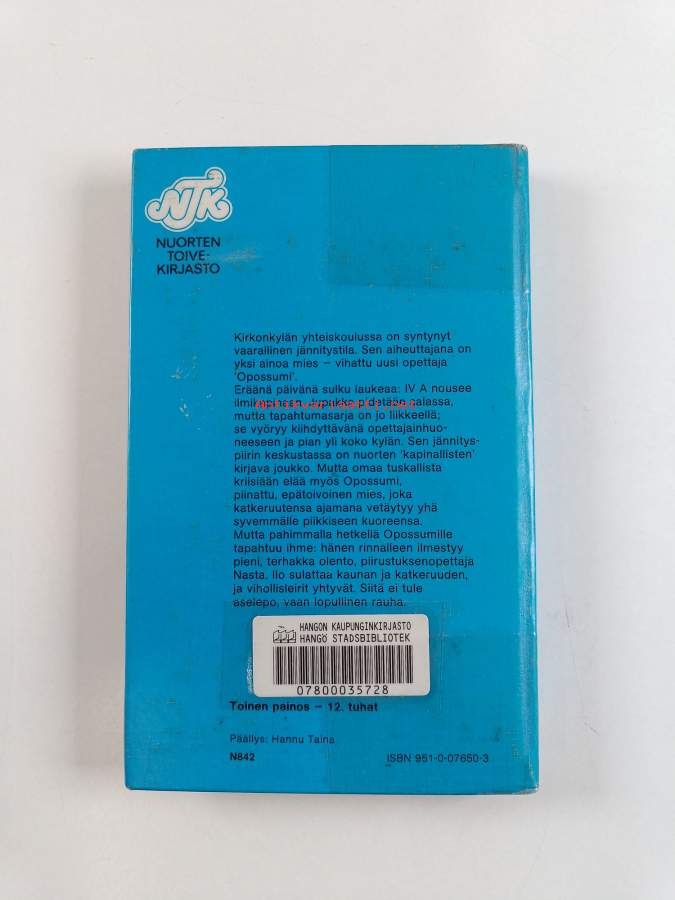 NTK
NUORTEN
TOIVE-
KIRJASTO
Kirkonkylän yhteiskoulussa on syntynyt
vaarallinen jännitystila. Sen aiheuttajana on
yksi ainoa mies – vihattu uusi opettaja
'Opossumi'.
Eräänä päivänä sulku laukeaa: IV A nousee
pidetään salassa,
mutta tapahtumasarja on jo liikkeellä;
se vyöryy kiihdyttävänä opettajainhuo-
neeseen ja pian yli koko kylän. Sen jännitys-
piirin keskustassa on nuorten 'kapinallisten'
kirjava joukko. Mutta omaa tuskallista
kriisiään elää myös Opossumi,
piinattu, epätoivoinen mies, joka
katkeruutensa ajamana vetäytyy yhä
syvemmälle piikkiseen kuoreensa.
Mutta pahimmalla hetkellä Opossumille
tapahtuu ihme: hänen rinnalleen ilmestyy
pieni, terhakka olento, piirustuksenopettaja
Nasta. Ilo sulattaa kaunan ja katkeruuden,
ja vihollisleirit yhtyvät. Siitä ei tule
aselepo, vaan lopullinen rauha.
HANGON KAUPUNGINKIRJASTO
HANGÖ STADSBIBLIOTEK
07800035728
Toinen painos – 12. tuhat
Päällys: Hannu Taina
N842
ISBN 951-0-07650-3